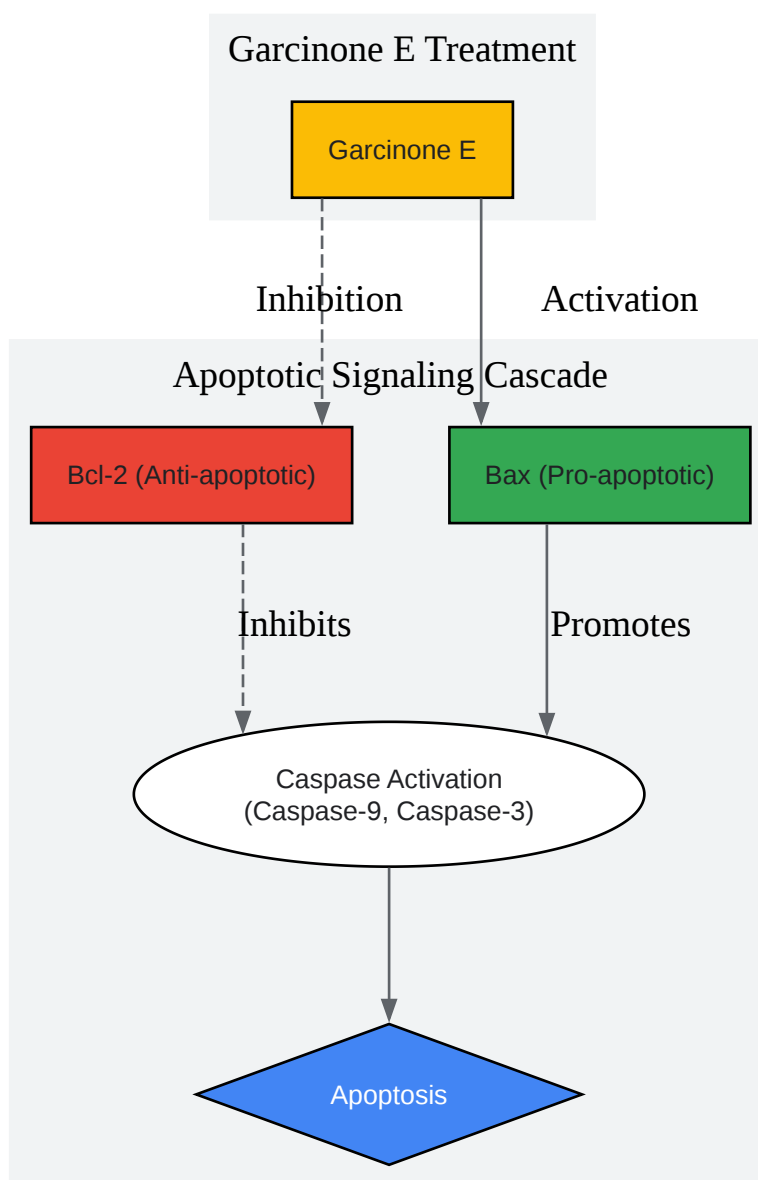 Garcinone E Treatment
Garcinone E
Inhibition
Activation
Apoptotic Signaling Cascade
Bcl-2 (Anti-apoptotic)
Bax (Pro-apoptotic)
Inhibits
Promotes
Caspase Activation
(Caspase-9, Caspase-3)
Apoptosis